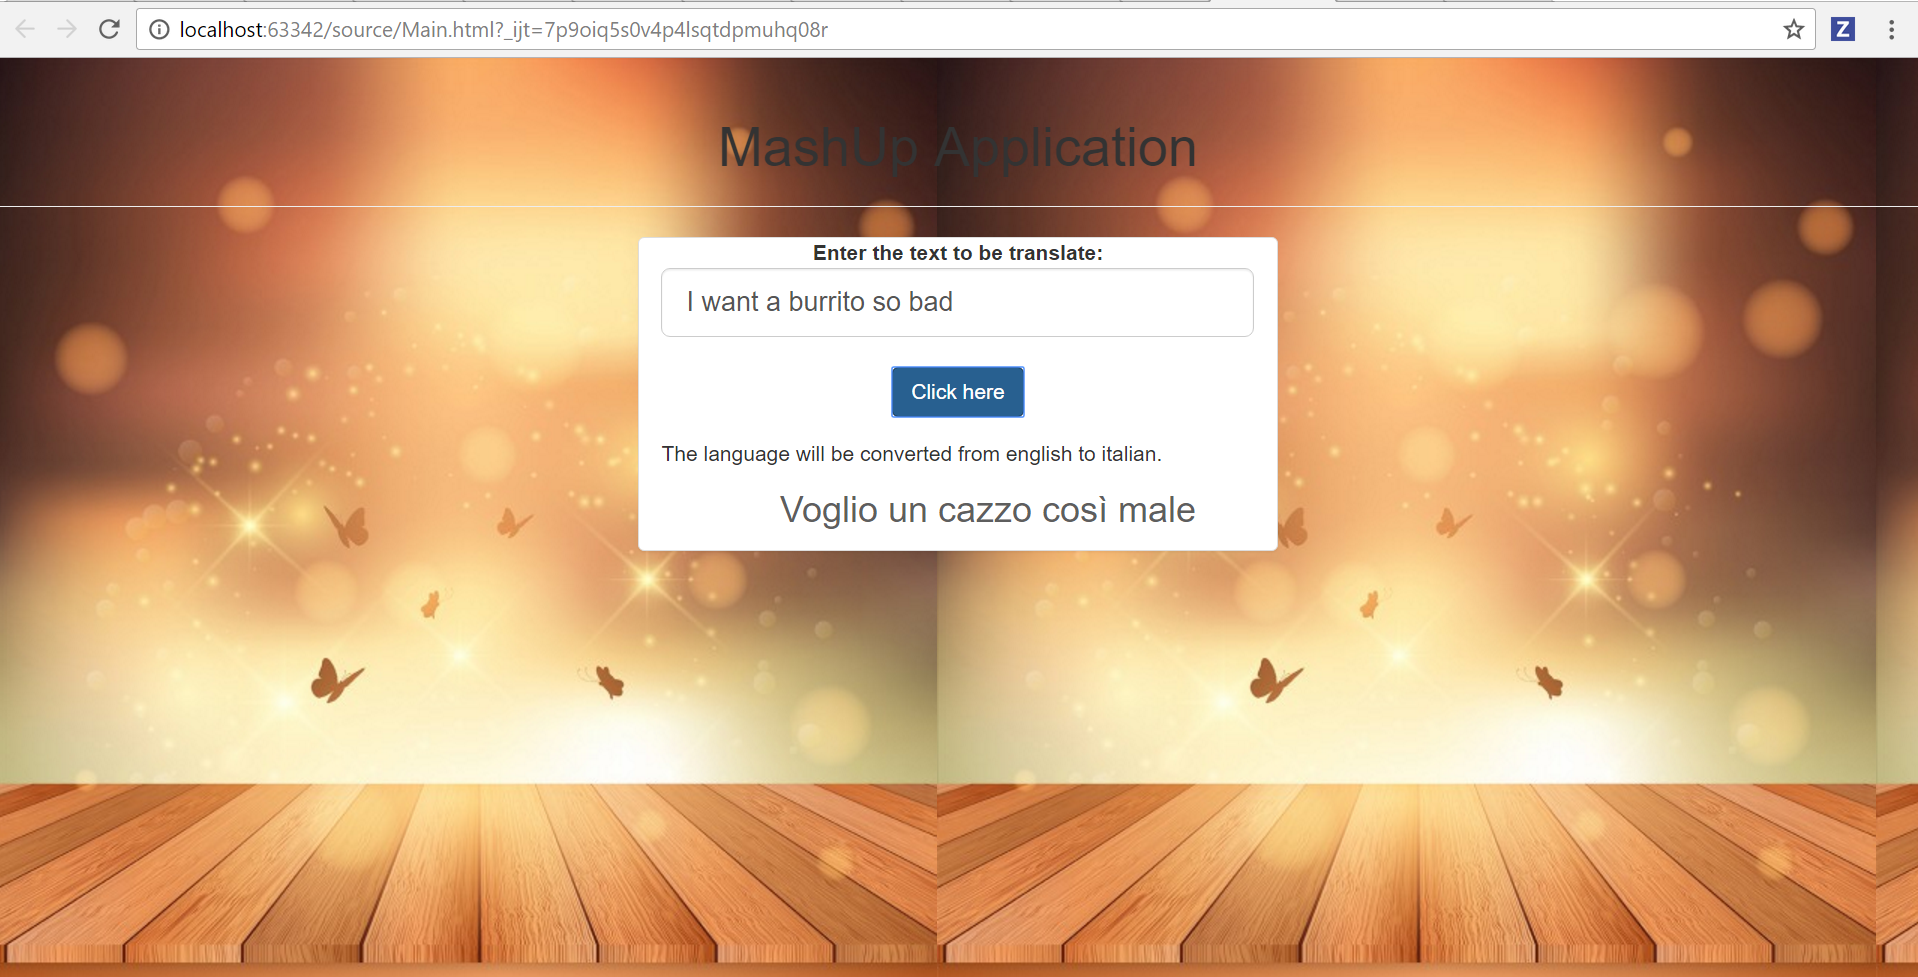 localhost:63342/source/Main.html?_ijt=7p9oiq5s0v4p4lsqtdpmuhq08r
Z
MashUp Application
Enter the text to be translate:
I want a burrito so bad
Click here
The language will be converted from english to italian.
Voglio un cazzo così male